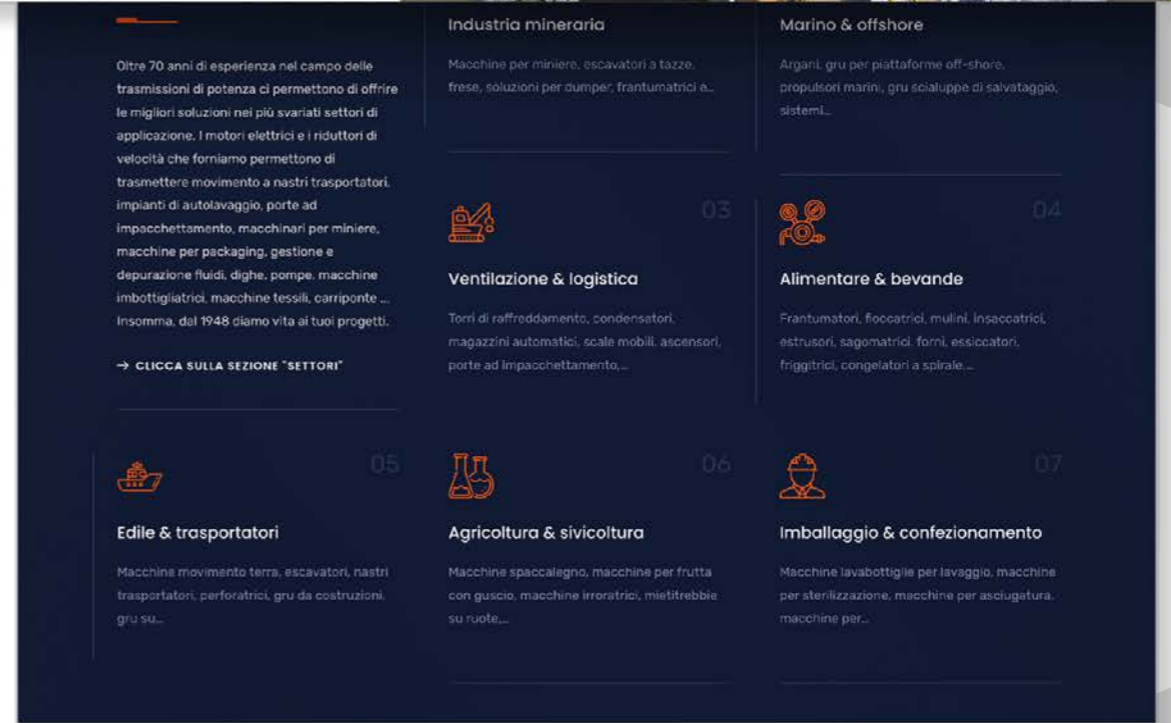 Oltre 70 anni di esperienza nel campo delle
trasmissioni di potenza ci permettono di offrire
le migliori soluzioni nei più svariati settori di
applicazione. I motori elettrici e i riduttori di
velocità che forniamo permettono di
trasmettere movimento a nastri trasportatori,
impianti di autolavaggio, porte ad
impacchettamento, macchinari per miniere,
macchine per packaging, gestione e
depurazione fluidi, dighe, pompe, macchine
imbottigliatrici, macchine tessili, carriponte ...
Insomma, dal 1948 diamo vita ai tuoi progetti.
→ CLICCA SULLA SEZIONE "SETTORI"
Industria mineraria
Macchine per miniere, escavatori a tazze,
frese, soluzioni per dumper, frantumatrici e...
Marino & offshore
Argani, gru per piattaforme off-shore,
propulsori marini, gru scialuppe di salvataggio,
sistemi...
03
Ventilazione & logistica
Torri di raffreddamento, condensatori,
magazzini automatici, scale mobili, ascensori,
porte ad impacchettamento,...
04
Alimentare & bevande
Frantumatori, fioccatrici, mulini, insaccatrici,
estrusori, sagomatrici, forni, essiccatori,
friggitrici, congelatori a spirale,...
05
Edile & trasportatori
Macchine movimento terra, escavatori, nastri
trasportatori, perforatrici, gru da costruzioni,
gru su...
06
Agricoltura & sivicoltura
Macchine spaccalegno, macchine per frutta
con guscio, macchine irroratrici, mietitrebbie
su ruote,...
07
Imballaggio & confezionamento
Macchine lavabottiglie per lavaggio, macchine
per sterilizzazione, macchine per asciugatura,
macchine per...